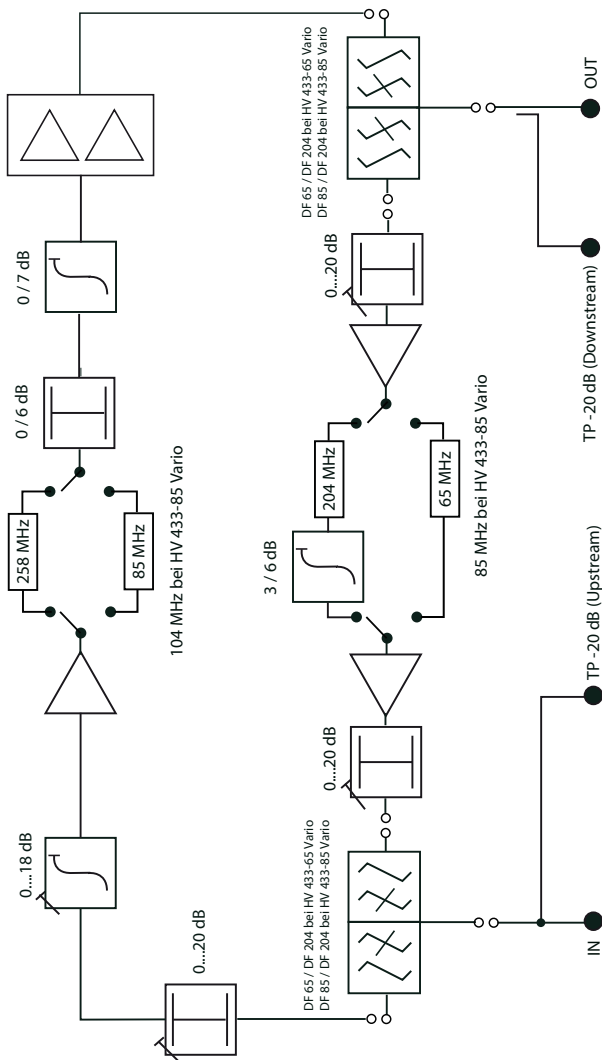 0....18 dB
258 MHz
0 / 6 dB
0 / 7 dB
85 MHz
104 MHz bei HV 433-85 Vario
0....20 dB
DF 65 / DF 204 bei HV 433-65 Vario
DF 85 / DF 204 bei HV 433-85 Vario
0....20 dB
3 / 6 dB
204 MHz
65 MHz
85 MHz bei HV 433-85 Vario
0....20 dB
DF 65 / DF 204 bei HV 433-65 Vario
DF 85 / DF 204 bei HV 433-85 Vario
IN
TP -20 dB (Upstream)
TP -20 dB (Downstream)
OUT